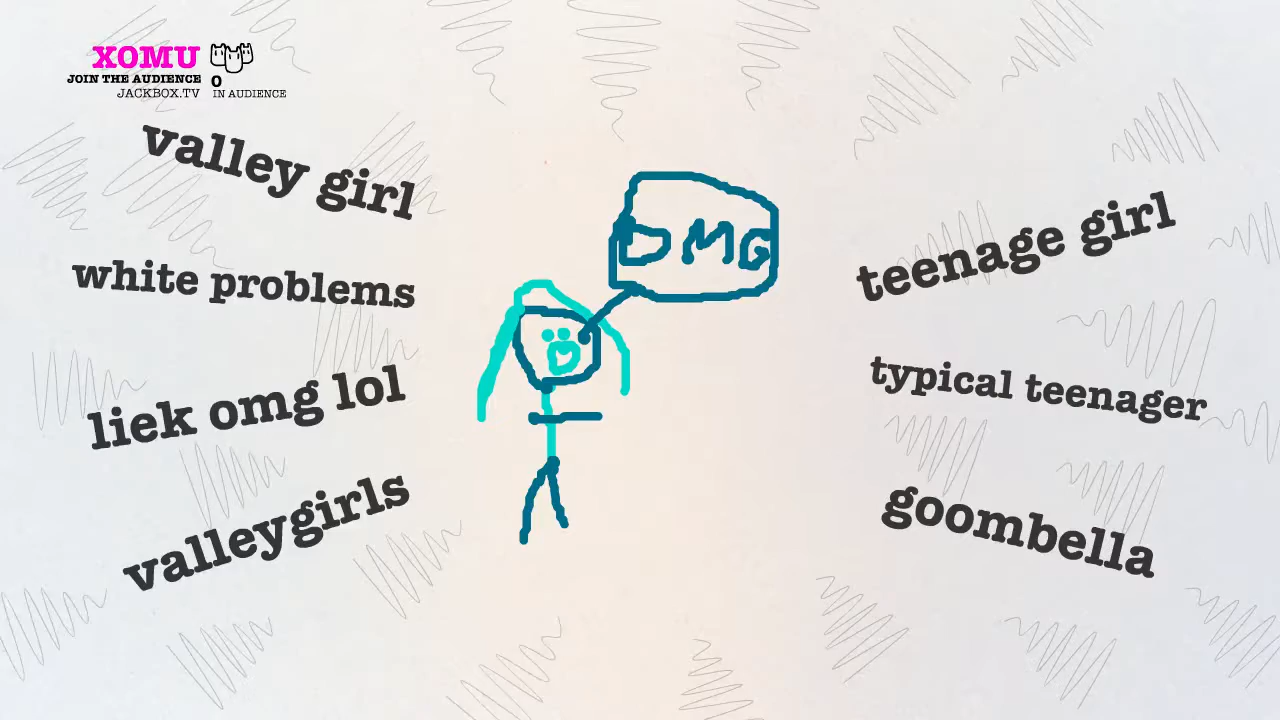 XOMU
JOIN THE AUDIENCE 0
JACKBOX.TV IN AUDIENCE
valley girl
white problems
liek omg lol
valleygirls
OMG
teenage girl
typical teenager
goombella